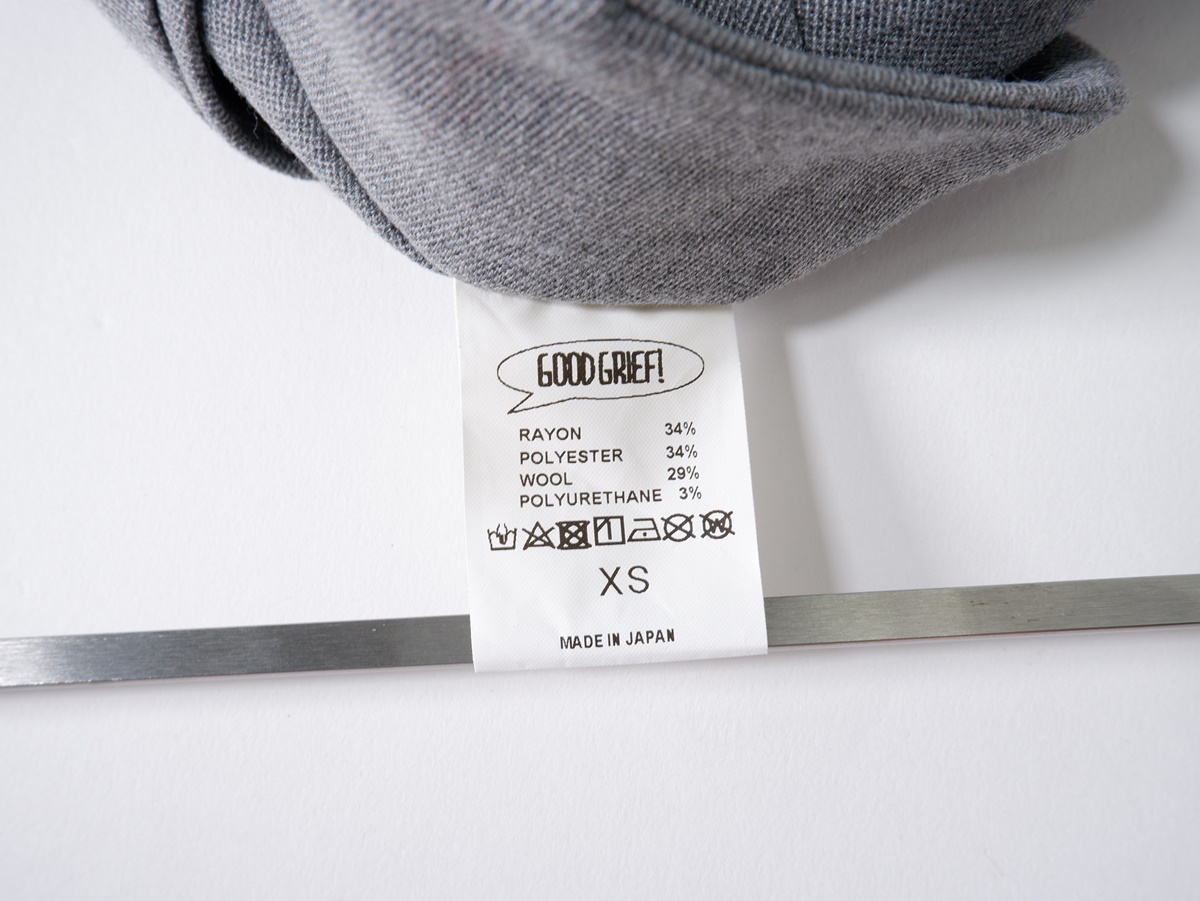 GOOD GRIEF!
RAYON 34%
POLYESTER 34%
WOOL 29%
POLYURETHANE 3%
W
XS
MADE IN JAPAN